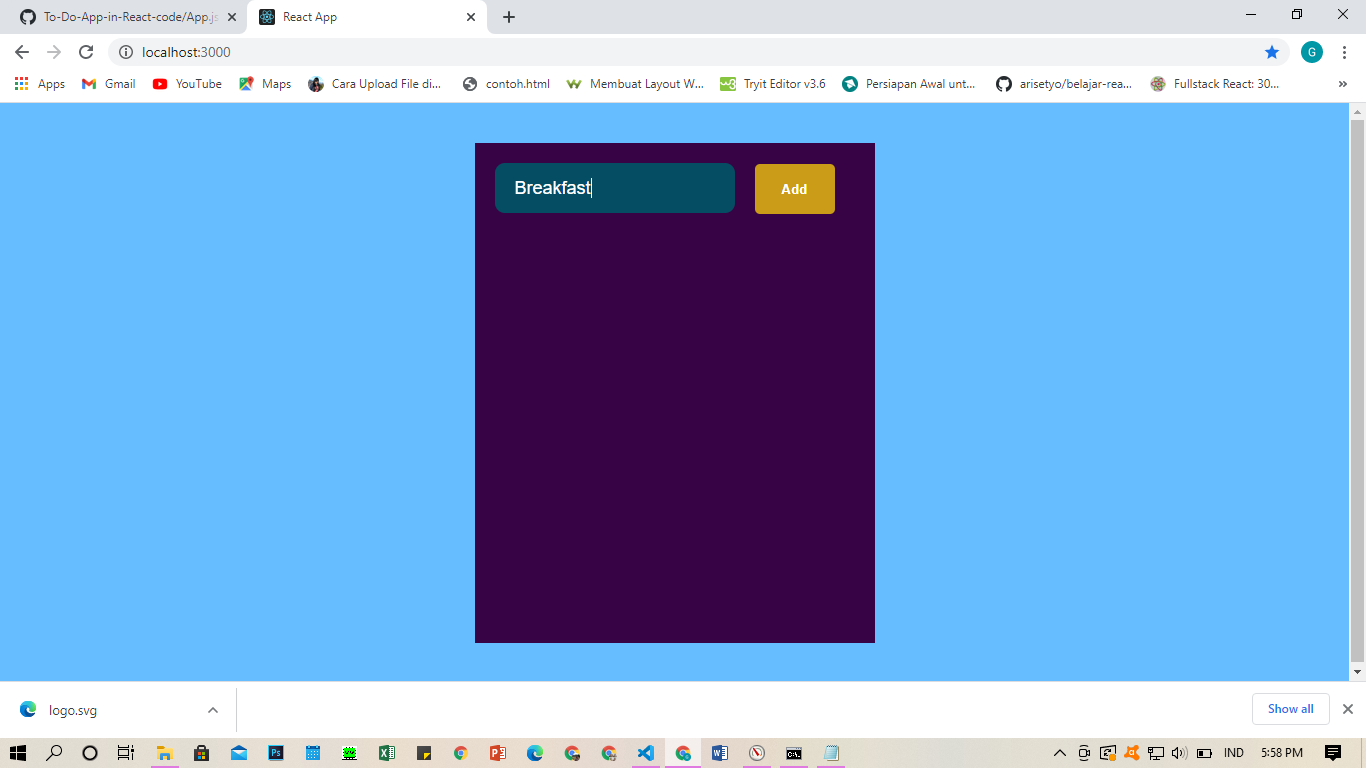 To-Do-App-in-React-code/App.js
React App
localhost:3000
G
Apps
Gmail
YouTube
Maps
Cara Upload File di...
contoh.html
Membuat Layout W...
Tryit Editor v3.6
Persiapan Awal unt...
arisetyo/belajar-rea...
Fullstack React: 30...
»
Breakfast
Add
logo.svg
Show all
IND
5:58 PM